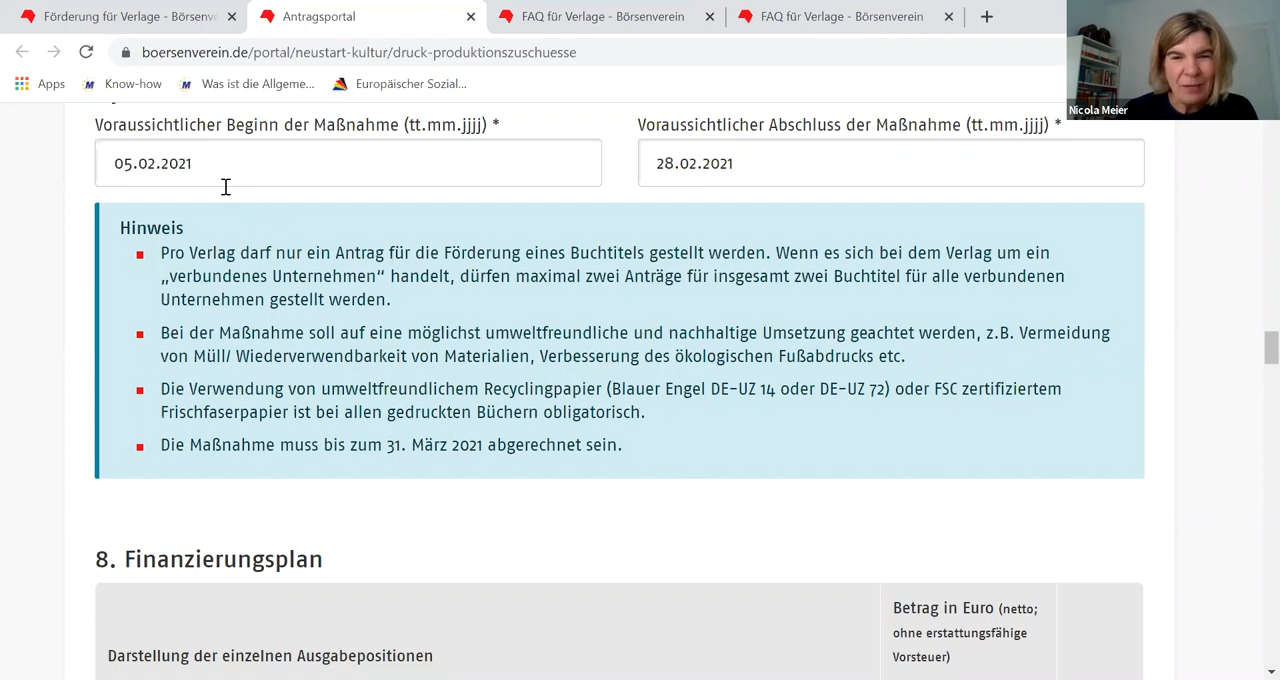 Förderung für Verlage - Börsenv
Antragsportal
FAQ für Verlage - Börsenverein
FAQ für Verlage - Börsenverein
boersenverein.de/portal/neustart-kultur/druck-produktionszuschuesse
Apps
Know-how
Was ist die Allgeme...
Europäischer Sozial...
Nicola Meier
Voraussichtlicher Beginn der Maßnahme (tt.mm.jjjj) *
Voraussichtlicher Abschluss der Maßnahme (tt.mm.jjjj) *
05.02.2021
28.02.2021
Hinweis
Pro Verlag darf nur ein Antrag für die Förderung eines Buchtitels gestellt werden. Wenn es sich bei dem Verlag um ein
„verbundenes Unternehmen“ handelt, dürfen maximal zwei Anträge für insgesamt zwei Buchtitel für alle verbundenen
Unternehmen gestellt werden.
Bei der Maßnahme soll auf eine möglichst umweltfreundliche und nachhaltige Umsetzung geachtet werden, z.B. Vermeidung
von Müll/ Wiederverwendbarkeit von Materialien, Verbesserung des ökologischen Fußabdrucks etc.
Die Verwendung von umweltfreundlichem Recyclingpapier (Blauer Engel DE-UZ 14 oder DE-UZ 72) oder FSC zertifiziertem
Frischfaserpapier ist bei allen gedruckten Büchern obligatorisch.
Die Maßnahme muss bis zum 31. März 2021 abgerechnet sein.
8. Finanzierungsplan
Darstellung der einzelnen Ausgabepositionen
Betrag in Euro (netto;
ohne erstattungsfähige
Vorsteuer)